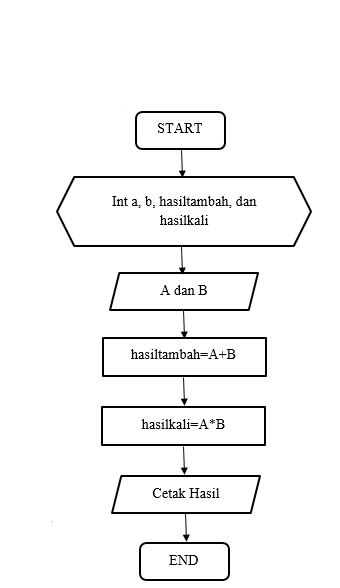 START
Int a, b, hasiltambah, dan
hasilkali
A dan B
hasiltambah=A+B
hasilkali=A*B
Cetak Hasil
END